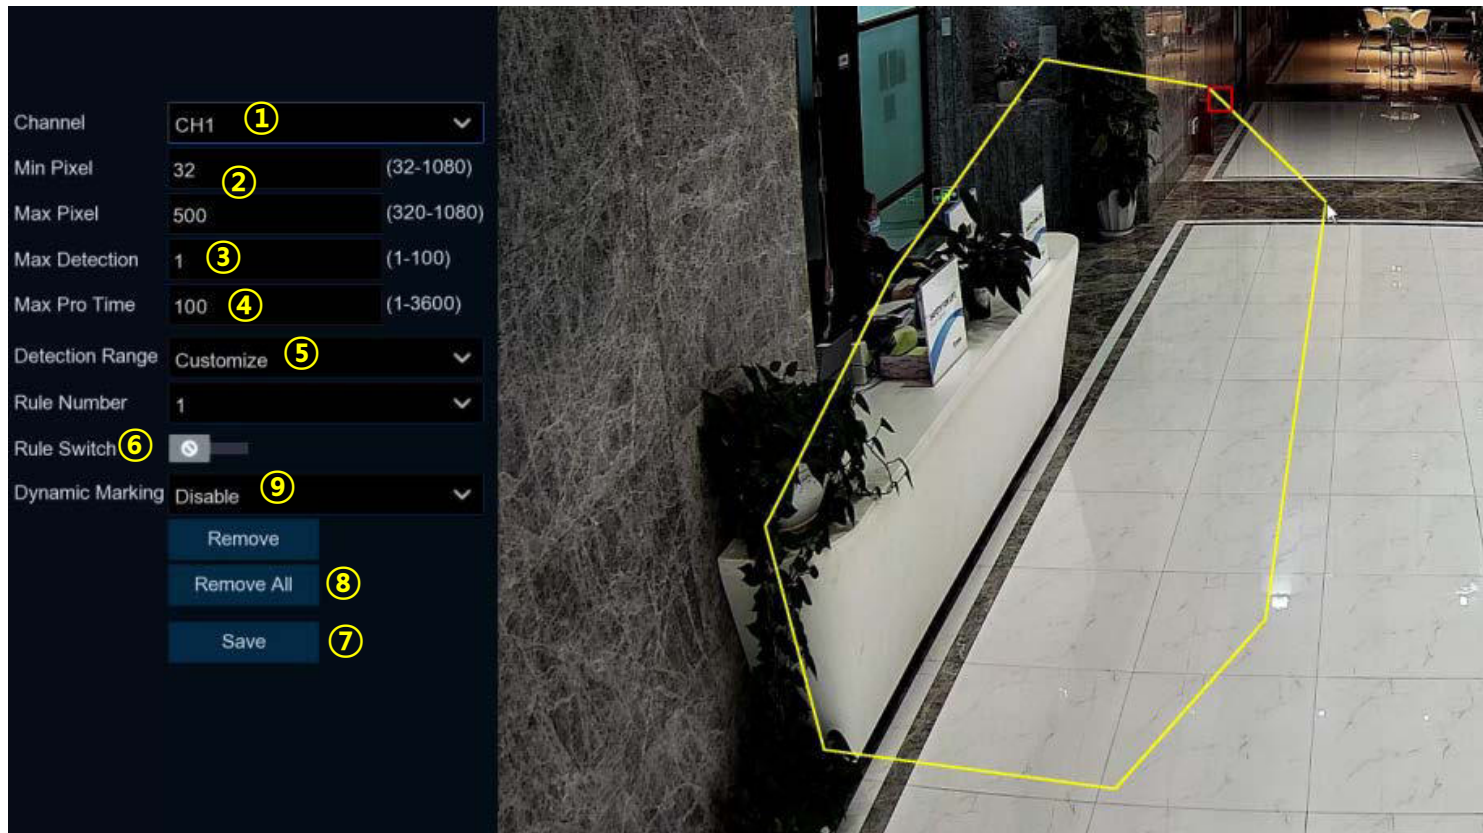 Channel CH1 ①
Min Pixel 32 (32-1080)
②
Max Pixel 500 (320-1080)
Max Detection 1 ③ (1-100)
Max Pro Time 100 ④ (1-3600)
Detection Range Customize ⑤
Rule Number 1
Rule Switch ⑥
Dynamic Marking Disable ⑨
Remove
Remove All ⑧
Save ⑦